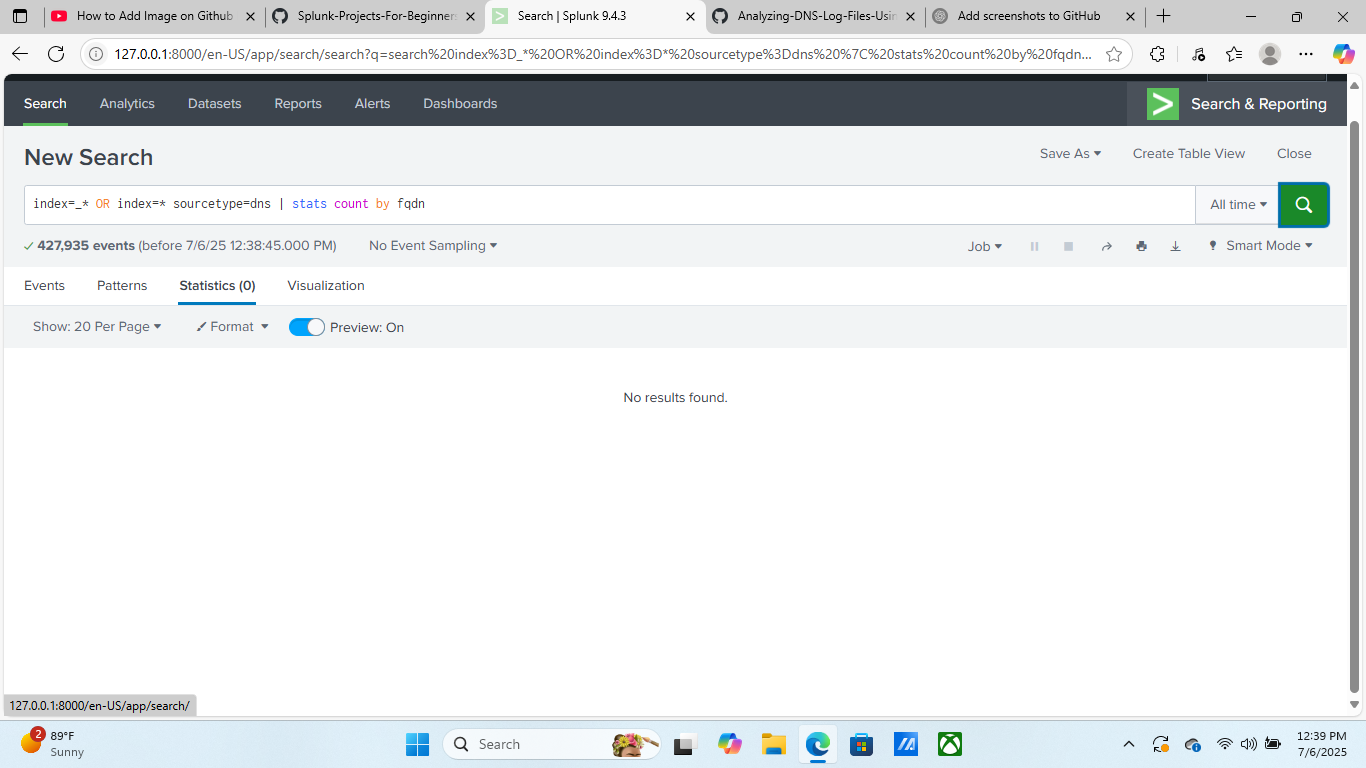 How to Add Image on Github
Splunk-Projects-For-Beginners
Search | Splunk 9.4.3
Analyzing-DNS-Log-Files-Usin
Add screenshots to GitHub
127.0.0.1:8000/en-US/app/search/search?q=search%20index%3D_*%20OR%20index%3D*%20sourcetype%3Ddns%20%7C%20stats%20count%20by%20fqdn...
Search Analytics Datasets Reports Alerts Dashboards Search & Reporting
New Search
Save As Create Table View Close
index=_* OR index=* sourcetype=dns | stats count by fqdn
All time
427,935 events (before 7/6/25 12:38:45.000 PM) No Event Sampling Job Smart Mode
Events Patterns Statistics (0) Visualization
Show: 20 Per Page Format Preview: On
No results found.
127.0.0.1:8000/en-US/app/search/
2
89°F
Sunny
Search
12:39 PM
7/6/2025